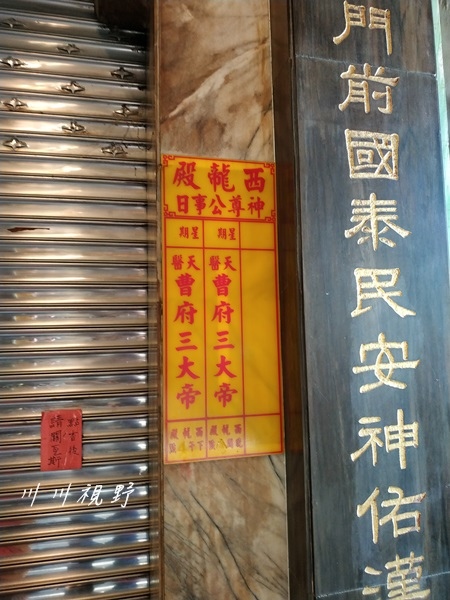 門前國泰民安神佑漢
西龍殿
神尊公事日
星期
星期
天醫
曹府三大帝
天醫
曹府三大帝
川川視野